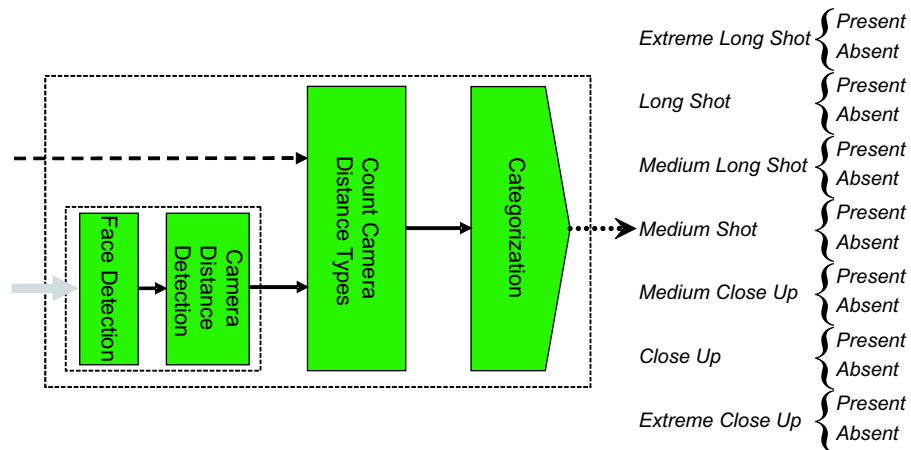 Face Detection
Camera
Distance
Detection
Count Camera
Distance Types
Categorization
Extreme Long Shot
Present
Absent
Long Shot
Present
Absent
Medium Long Shot
Present
Absent
Medium Shot
Present
Absent
Medium Close Up
Present
Absent
Close Up
Present
Absent
Extreme Close Up
Present
Absent